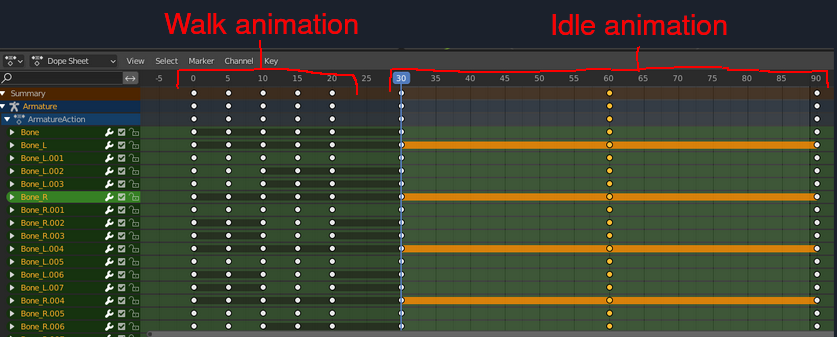 Walk animation
Idle animation
Dope Sheet View Select Marker Channel Key
-5 0 5 10 15 20 25 30 35 40 45 50 55 60 65 70 75 80 85 90
Summary
Armature
ArmatureAction
Bone
Bone_L
Bone_L.001
Bone_L.002
Bone_L.003
Bone_R
Bone_R.001
Bone_R.002
Bone_R.003
Bone_L.004
Bone_L.005
Bone_L.006
Bone_L.007
Bone_R.004
Bone_R.005
Bone_R.006